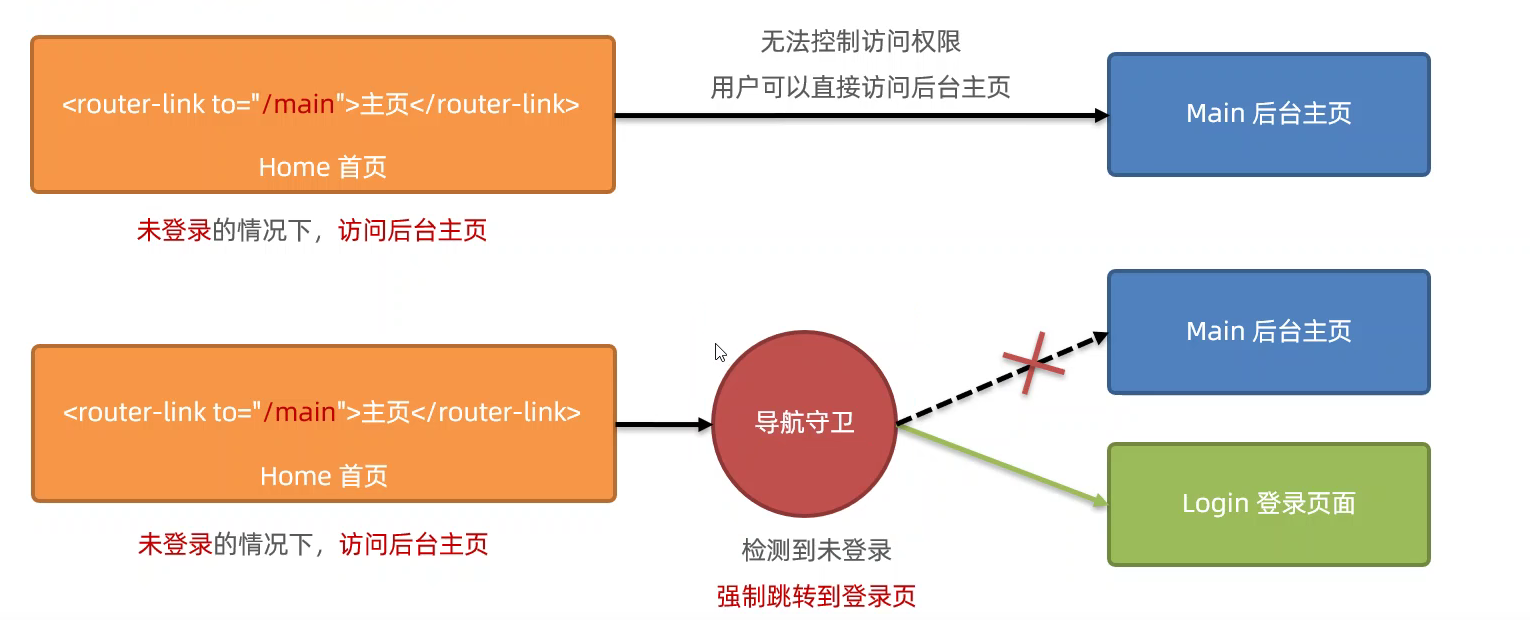 无法控制访问权限
用户可以直接访问后台主页
<router-link to="/main">主页</router-link>
Home 首页
Main 后台主页
未登录的情况下，访问后台主页
Main 后台主页
<router-link to="/main">主页</router-link>
Home 首页
导航守卫
Login 登录页面
未登录的情况下，访问后台主页
检测到未登录
强制跳转到登录页